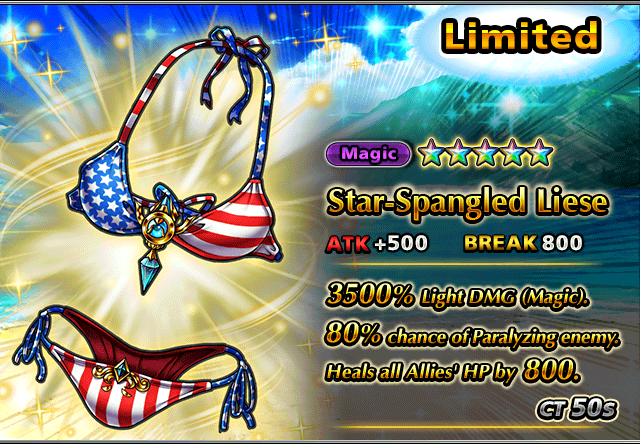 Limited
Magic
Star-Spangled Liese
ATK +500 BREAK 800
3500% Light DMG (Magic).
80% chance of Paralyzing enemy.
Heals all Allies' HP by 800.
CT 50s